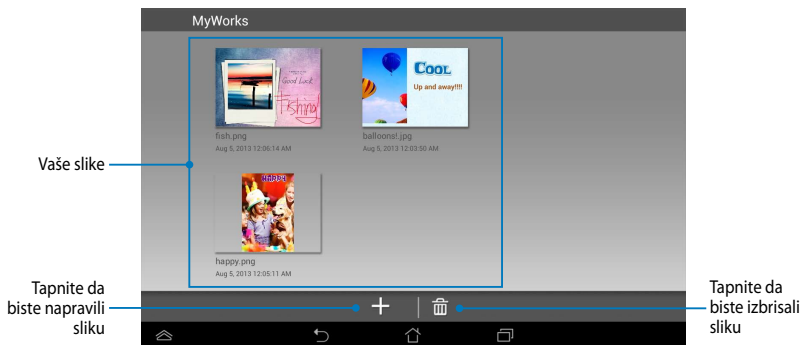 MyWorks
Good Luck
Fishing
COOL
Up and away!!!!
fish.png
Aug 5, 2013 12:06:14 AM
balloons!.jpg
Aug 5, 2013 12:03:50 AM
Vaše slike
HAPPY
happy.png
Aug 5, 2013 12:05:11 AM
Tapnite da
biste napravili
sliku
Tapnite da
biste izbrisali
sliku